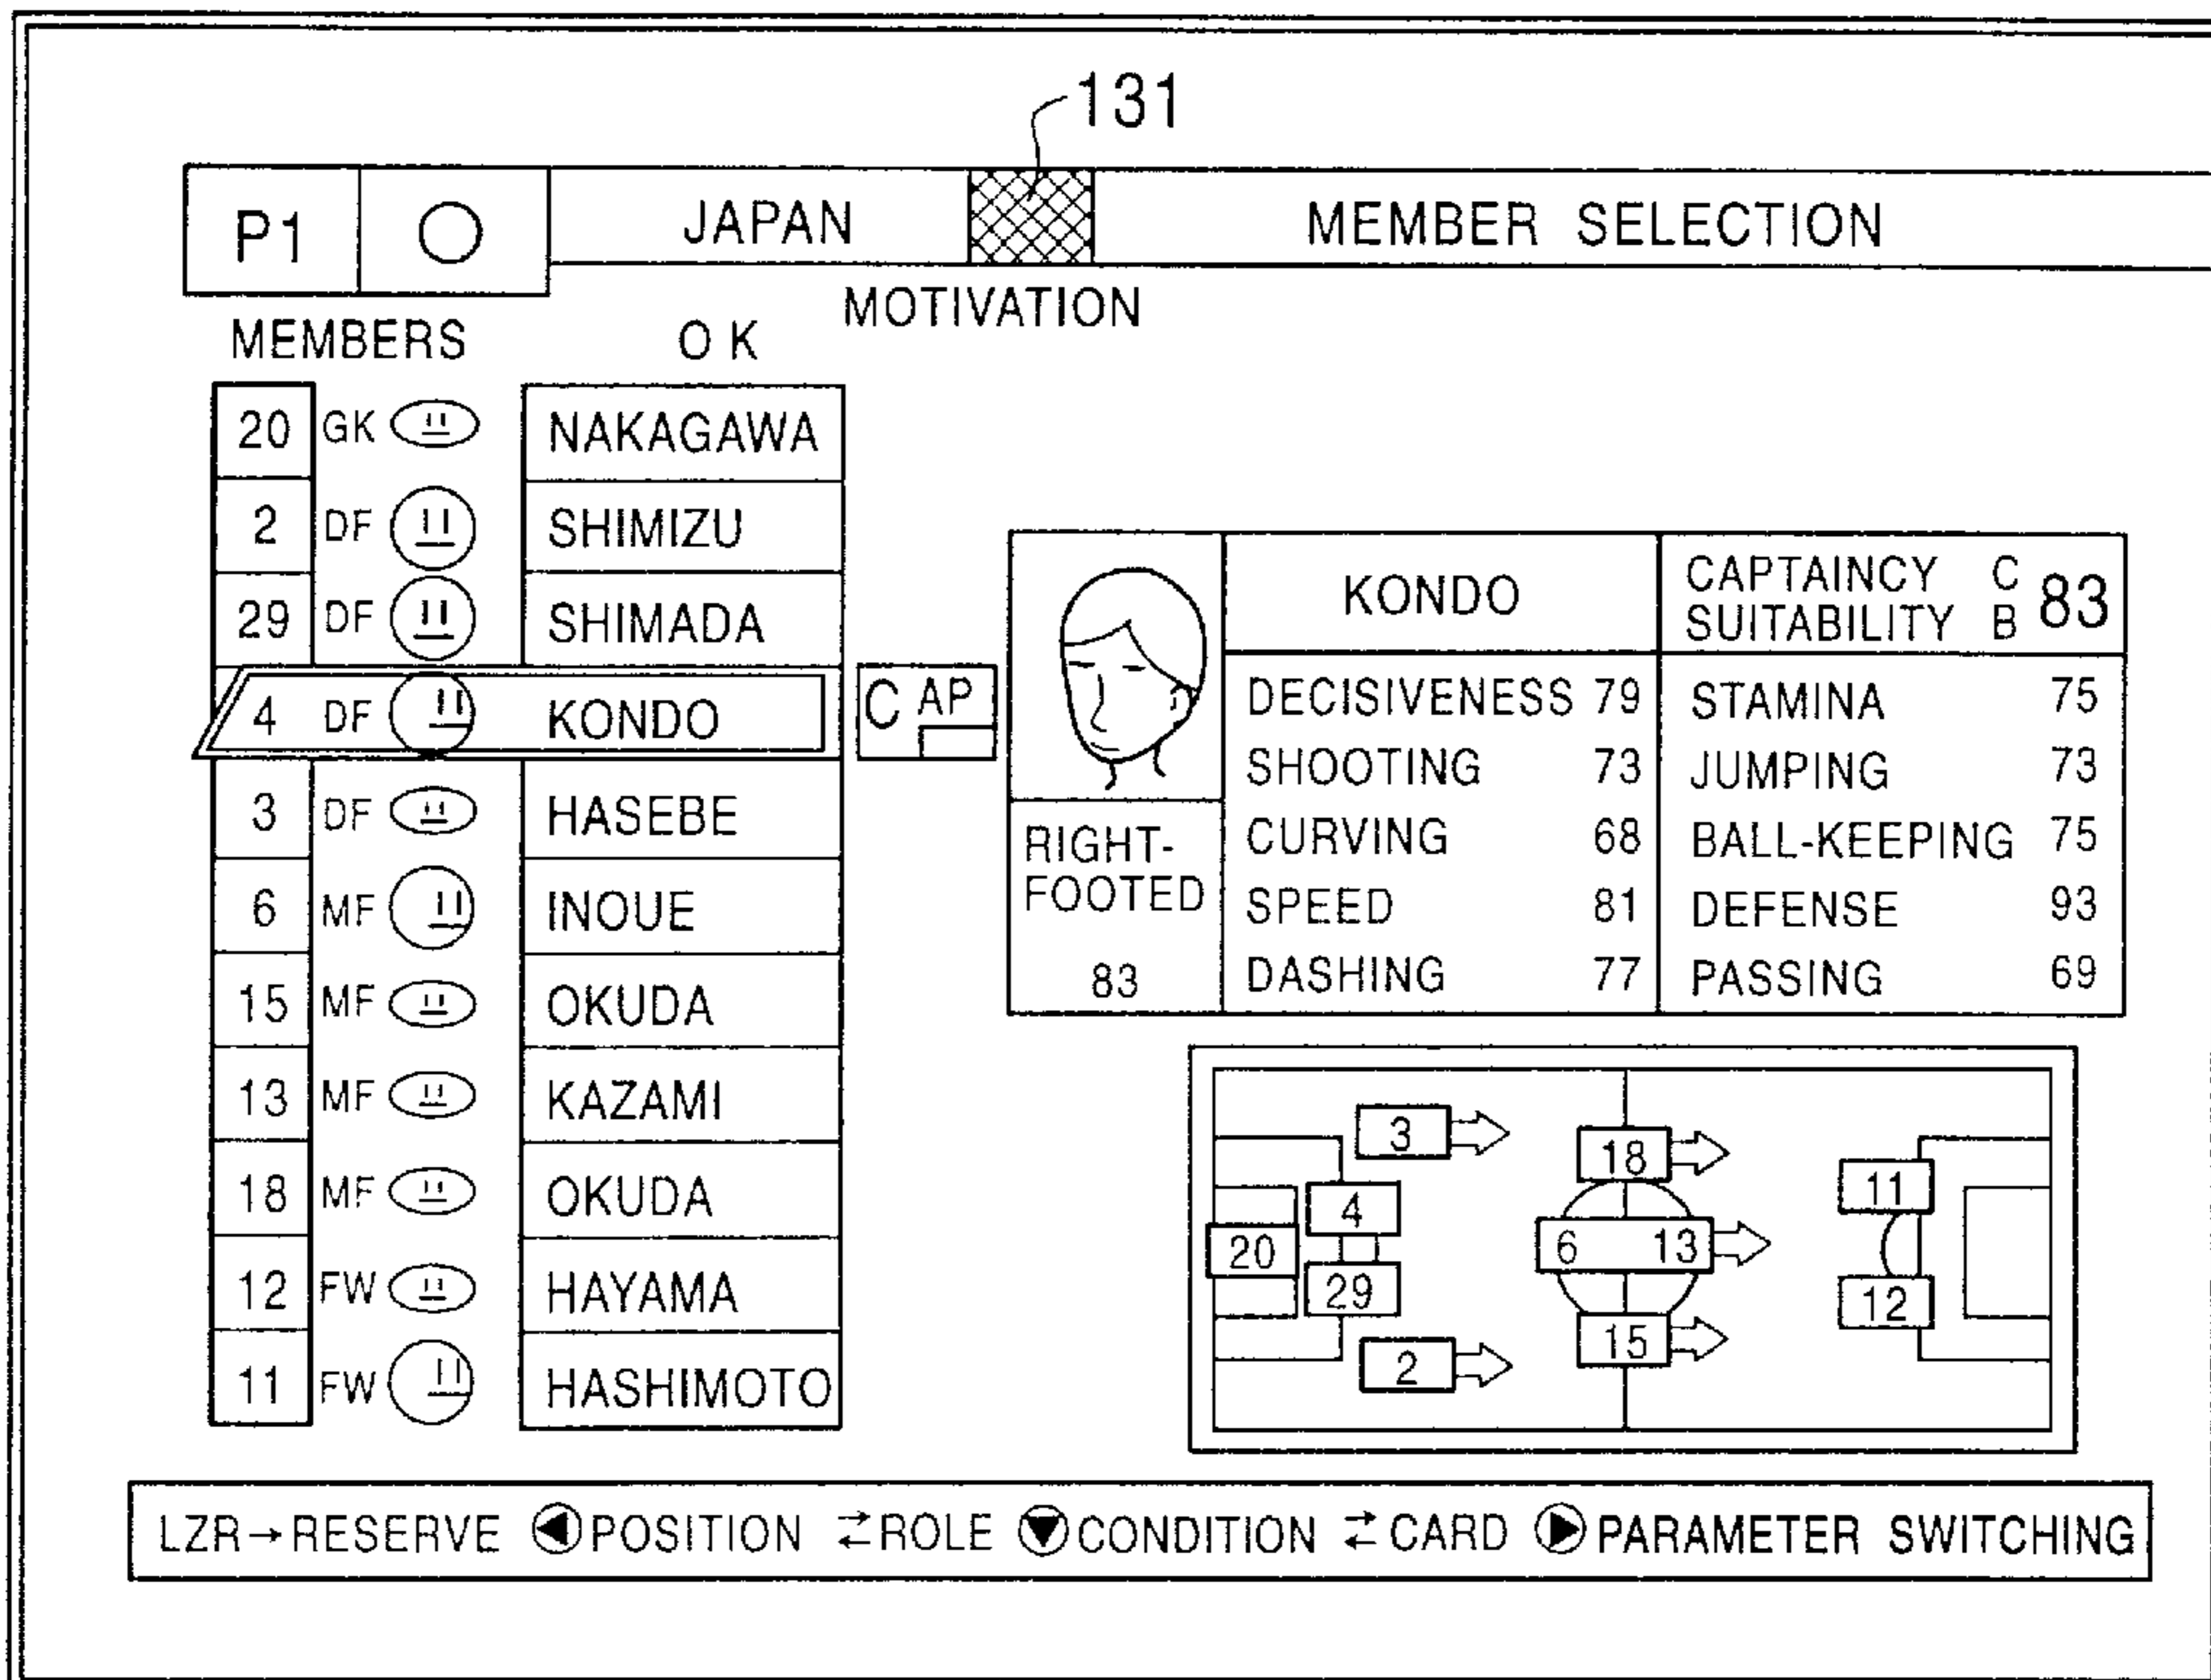 131
P1 ○ JAPAN MEMBER SELECTION
MOTIVATION
MEMBERS OK
20 GK NAKAGAWA
2 DF SHIMIZU
29 DF SHIMADA
4 DF KONDO
3 DF HASEBE
6 MF INOUE
15 MF OKUDA
13 MF KAZAMI
18 MF OKUDA
12 FW HAYAMA
11 FW HASHIMOTO
C AP
KONDO
CAPTAINCY C
SUITABILITY B
83
RIGHT-
FOOTED
83
DECISIVENESS 79 STAMINA 75
SHOOTING 73 JUMPING 73
CURVING 68 BALL-KEEPING 75
SPEED 81 DEFENSE 93
DASHING 77 PASSING 69
3
18
4
11
20
6 13
29
12
15
2
LZR→RESERVE ◀POSITION ⇄ROLE ▼CONDITION ⇄CARD ▶PARAMETER SWITCHING